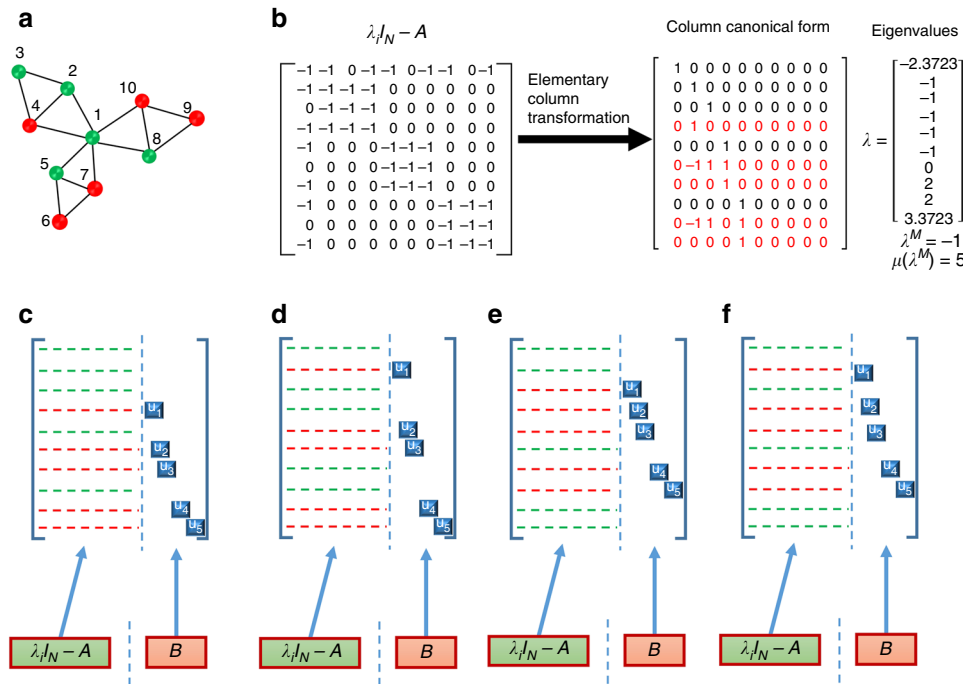 a
3
2
4
1
10
9
8
5
7
6
b
λiIN – A
−1 −1 0 −1 −1 0 −1 −1 0 −1
−1 −1 −1 −1 0 0 0 0 0 0
0 −1 −1 −1 0 0 0 0 0 0
−1 −1 −1 −1 0 0 0 0 0 0
−1 0 0 0 −1 −1 −1 0 0 0
0 0 0 0 −1 −1 −1 0 0 0
−1 0 0 0 −1 −1 −1 0 0 0
−1 0 0 0 0 0 0 −1 −1 −1
0 0 0 0 0 0 0 −1 −1 −1
−1 0 0 0 0 0 0 −1 −1 −1
Elementary
column
transformation
Column canonical form
1 0 0 0 0 0 0 0 0 0
0 1 0 0 0 0 0 0 0 0
0 0 1 0 0 0 0 0 0 0
0 1 0 0 0 0 0 0 0 0
0 0 0 1 0 0 0 0 0 0
0 −1 1 1 0 0 0 0 0 0
0 0 0 1 0 0 0 0 0 0
0 0 0 0 1 0 0 0 0 0
0 −1 1 0 1 0 0 0 0 0
0 0 0 0 1 0 0 0 0 0
Eigenvalues
λ =
−2.3723
−1
−1
−1
−1
−1
0
2
2
3.3723
λM = −1
μ(λM) = 5
c
u1
u2
u3
u4
u5
λiIN – A
B
d
u1
u2
u3
u4
u5
λiIN – A
B
e
u1
u2
u3
u4
u5
λiIN – A
B
f
u1
u2
u3
u4
u5
λiIN – A
B